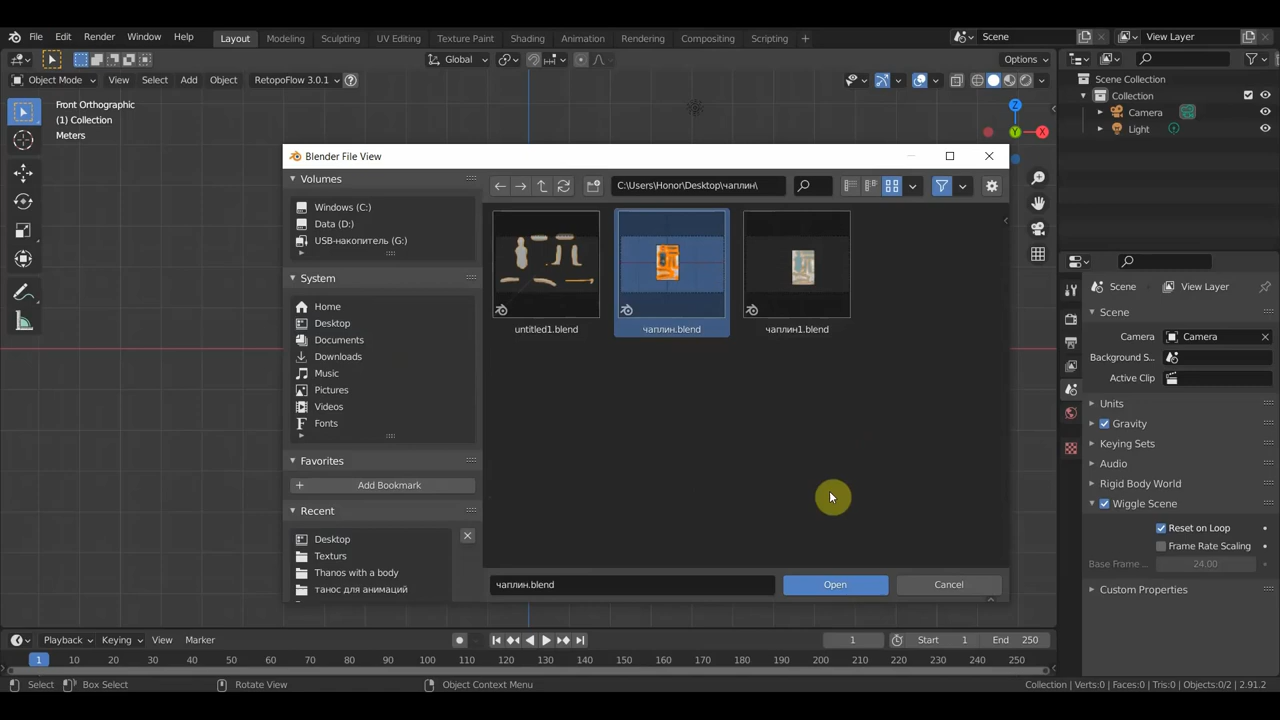 File Edit Render Window Help Layout Modeling Sculpting UV Editing Texture Paint Shading Animation Rendering Compositing Scripting + Scene View Layer
Global Options
Object Mode View Select Add Object RetopoFlow 3.0.1
Scene Collection
Collection
Camera
Light
Front Orthographic
(1) Collection
Meters
Z
Y
X
Blender File View
Volumes
Windows (C:)
Data (D:)
USB-накопитель (G:)
System
Home
Desktop
Documents
Downloads
Music
Pictures
Videos
Fonts
Favorites
Add Bookmark
Recent
Desktop
Texturs
Thanos with a body
танос для анимаций
C:\Users\Honor\Desktop\чаплин\
untitled1.blend
чаплин.blend
чаплин1.blend
чаплин.blend
Open
Cancel
Scene View Layer
Scene
Camera Camera
Background S...
Active Clip
Units
Gravity
Keying Sets
Audio
Rigid Body World
Wiggle Scene
Reset on Loop
Frame Rate Scaling
Base Frame ... 24.00
Custom Properties
Playback Keying View Marker 1 Start 1 End 250
1 10 20 30 40 50 60 70 80 90 100 110 120 130 140 150 160 170 180 190 200 210 220 230 240 250
Select Box Select Rotate View Object Context Menu Collection | Verts:0 | Faces:0 | Tris:0 | Objects:0/2 | 2.91.2